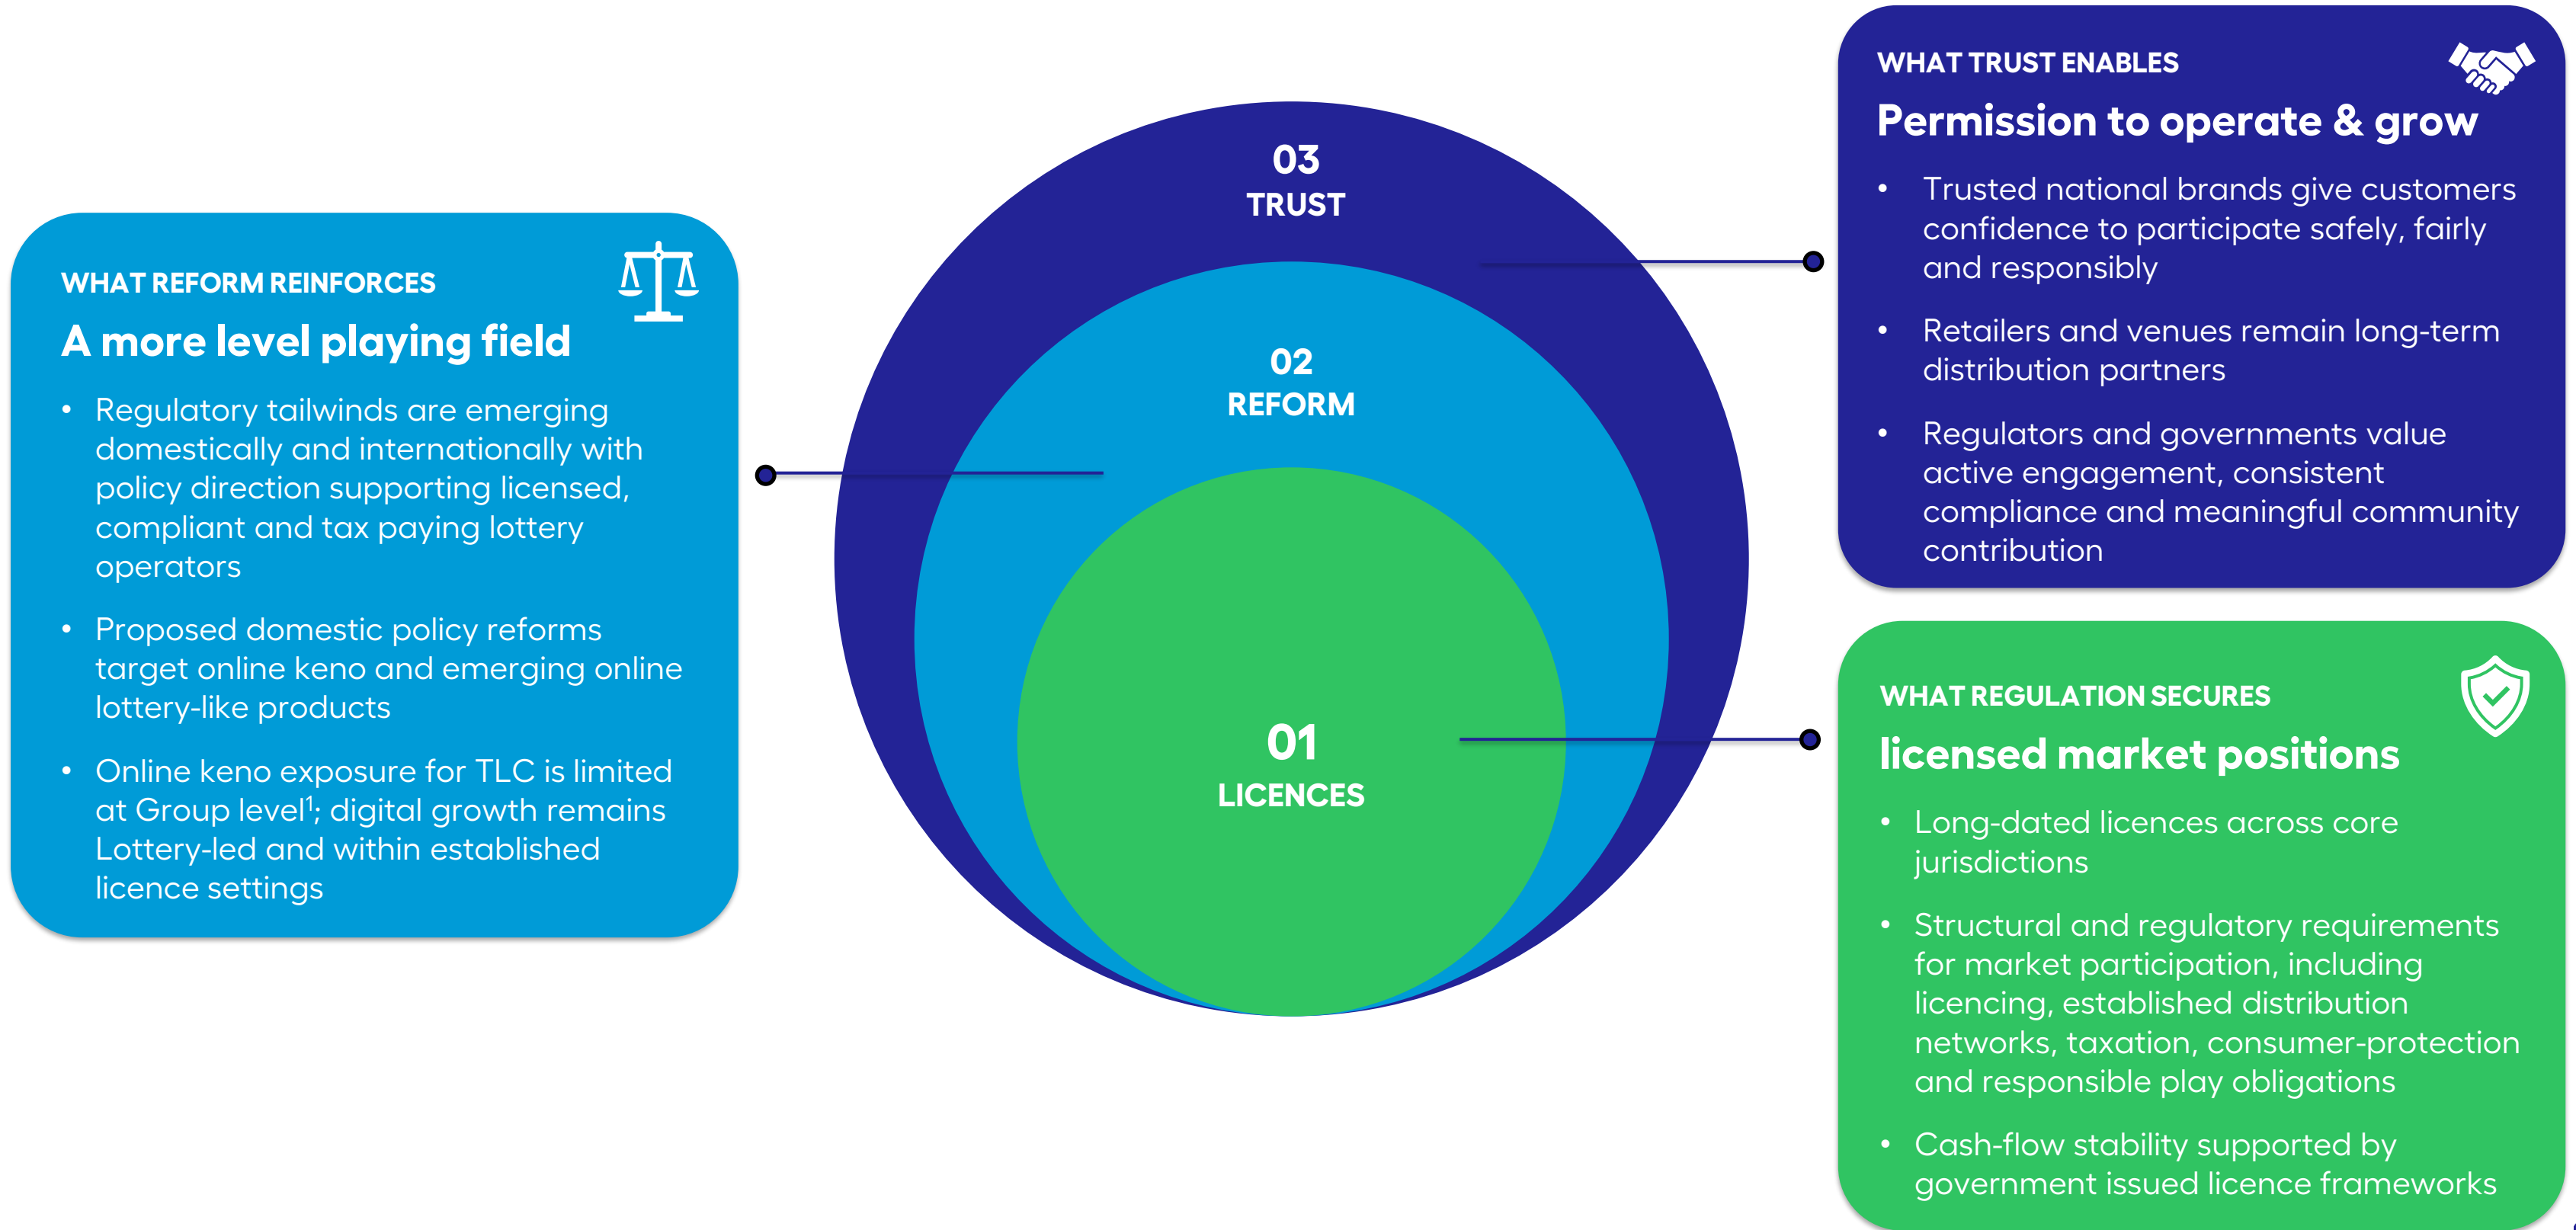 WHAT REFORM REINFORCES
A more level playing field
• Regulatory tailwinds are emerging
domestically and internationally with
policy direction supporting licensed,
compliant and tax paying lottery
operators
• Proposed domestic policy reforms
target online keno and emerging online
lottery-like products
• Online keno exposure for TLC is limited
at Group level¹; digital growth remains
Lottery-led and within established
licence settings
03
TRUST
02
REFORM
01
LICENCES
WHAT TRUST ENABLES
Permission to operate & grow
• Trusted national brands give customers
confidence to participate safely, fairly
and responsibly
• Retailers and venues remain long-term
distribution partners
• Regulators and governments value
active engagement, consistent
compliance and meaningful community
contribution
WHAT REGULATION SECURES
licensed market positions
• Long-dated licences across core
jurisdictions
• Structural and regulatory requirements
for market participation, including
licencing, established distribution
networks, taxation, consumer-protection
and responsible play obligations
• Cash-flow stability supported by
government issued licence frameworks